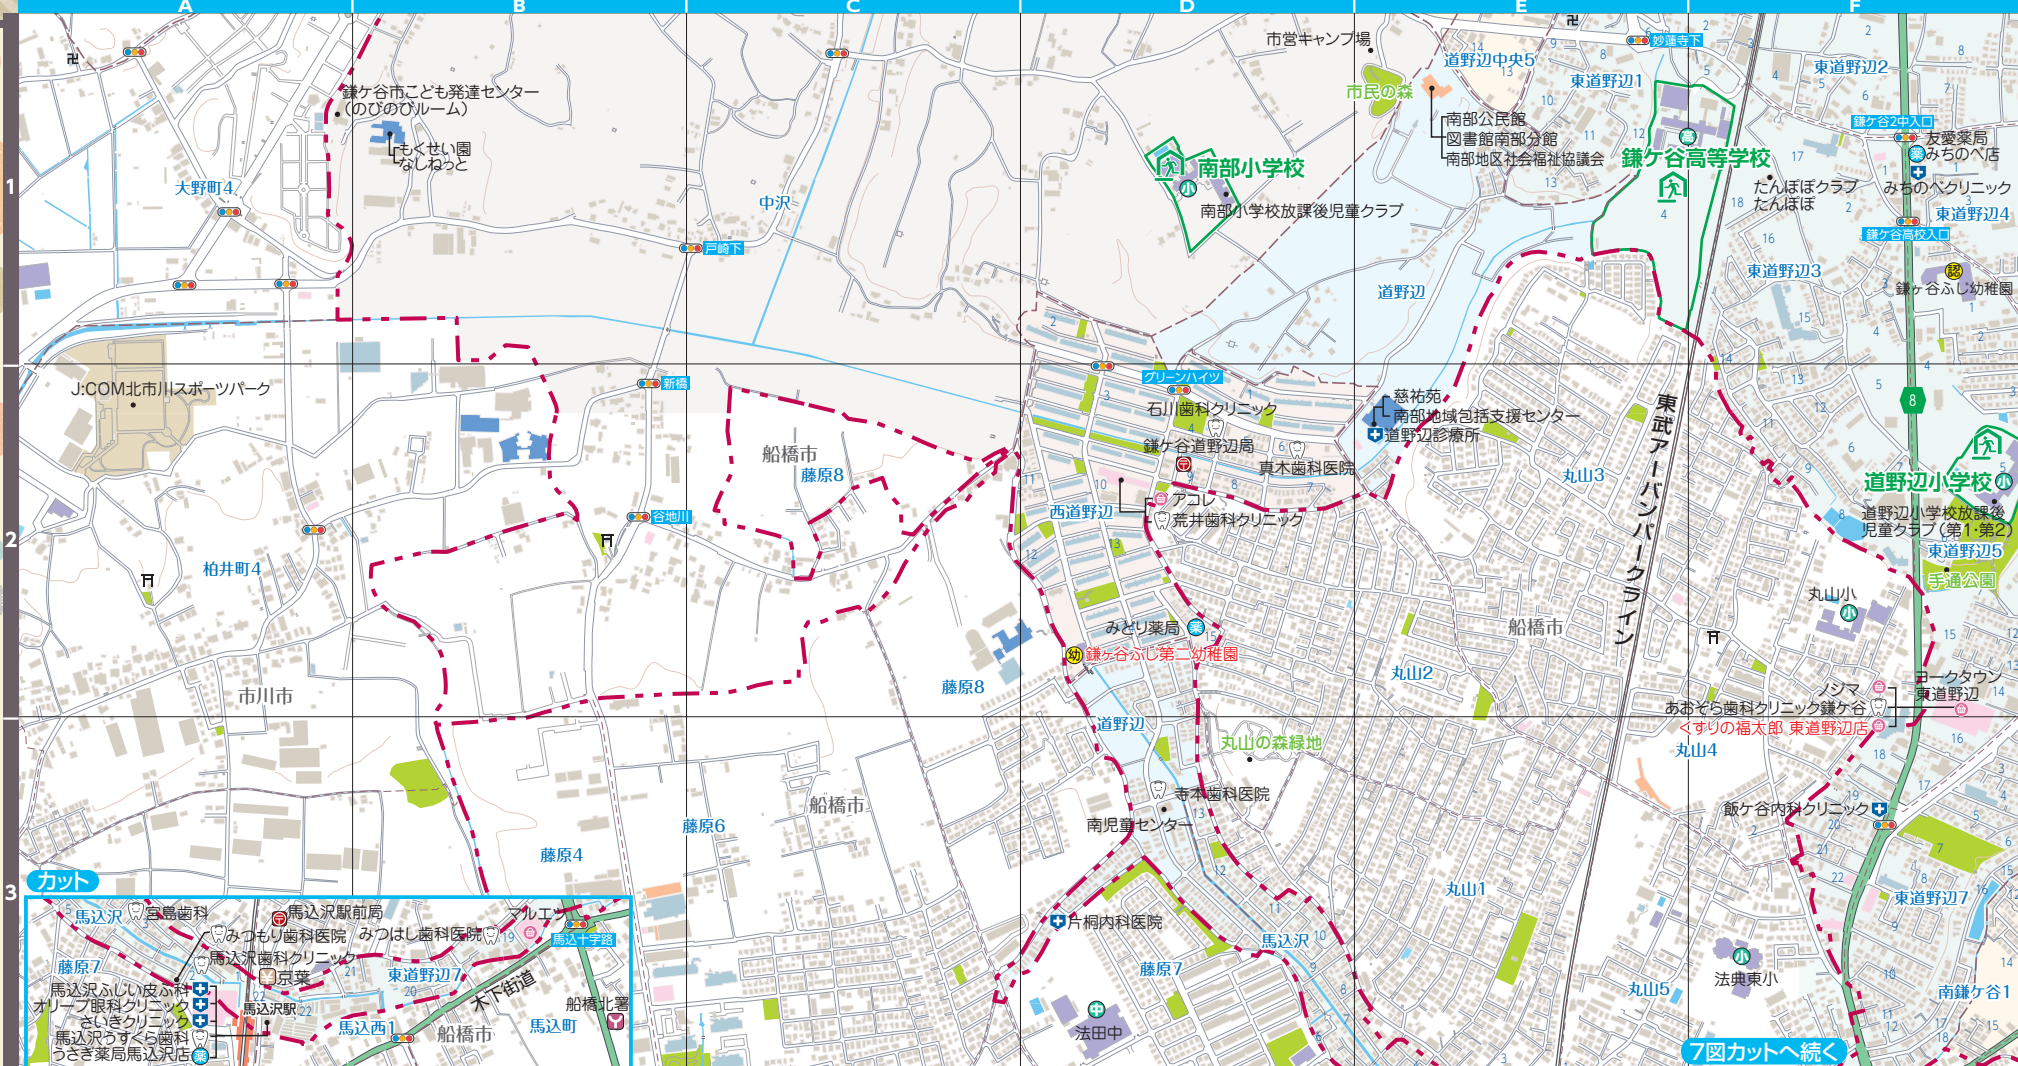 A
B
C
D
E
F
1
2
3
市営キャンプ場
市民の森
道野辺中央5
東道野辺1
妙蓮寺下
東道野辺2
鎌ケ谷市こども発達センター
(のびのびルーム)
もくせい園
なしねっと
大野町4
中沢
戸崎下
南部小学校
小
南部小学校放課後児童クラブ
南部公民館
図書館南部分館
南部地区社会福祉協議会
鎌ケ谷高等学校
高
鎌ケ谷2中入口
友愛薬局
みちのべ店
薬
みちのべクリニック
たんぽぽクラブ
たんぽぽ
東道野辺4
鎌ケ谷高校入口
東道野辺3
認
鎌ヶ谷ふじ幼稚園
道野辺
J:COM北市川スポーツパーク
新橋
グリーンハイツ
石川歯科クリニック
鎌ケ谷道野辺局
真木歯科医院
慈祐苑
南部地域包括支援センター
道野辺診療所
東武アーバンパークライン
8
船橋市
藤原8
西道野辺
アコレ
荒井歯科クリニック
丸山3
道野辺小学校
小
道野辺小学校放課後
児童クラブ(第1・第2)
東道野辺5
手通公園
谷地川
柏井町4
丸山小
小
みどり薬局
薬
幼
鎌ヶ谷ふじ第二幼稚園
船橋市
丸山2
市川市
藤原8
道野辺
丸山の森緑地
ノジマ
ヨークタウン
東道野辺
あおぞら歯科クリニック鎌ケ谷
くすりの福太郎 東道野辺店
丸山4
寺本歯科医院
南児童センター
船橋市
藤原6
藤原4
飯ケ谷内科クリニック
丸山1
東道野辺7
カット
馬込沢
宮島歯科
馬込沢駅前局
マルエツ
みつもり歯科医院
みつはし歯科医院
馬込十字路
馬込沢歯科クリニック
藤原7
京葉
東道野辺7
木下街道
馬込沢ふじい皮ふ科
オリーブ眼科クリニック
さいきクリニック
馬込沢うすくら歯科
うさぎ薬局馬込沢店
薬
馬込沢駅
馬込西1
船橋市
馬込町
船橋北署
片桐内科医院
藤原7
馬込沢
中
法田中
小
法典東小
丸山5
南鎌ケ谷1
7図カットへ続く